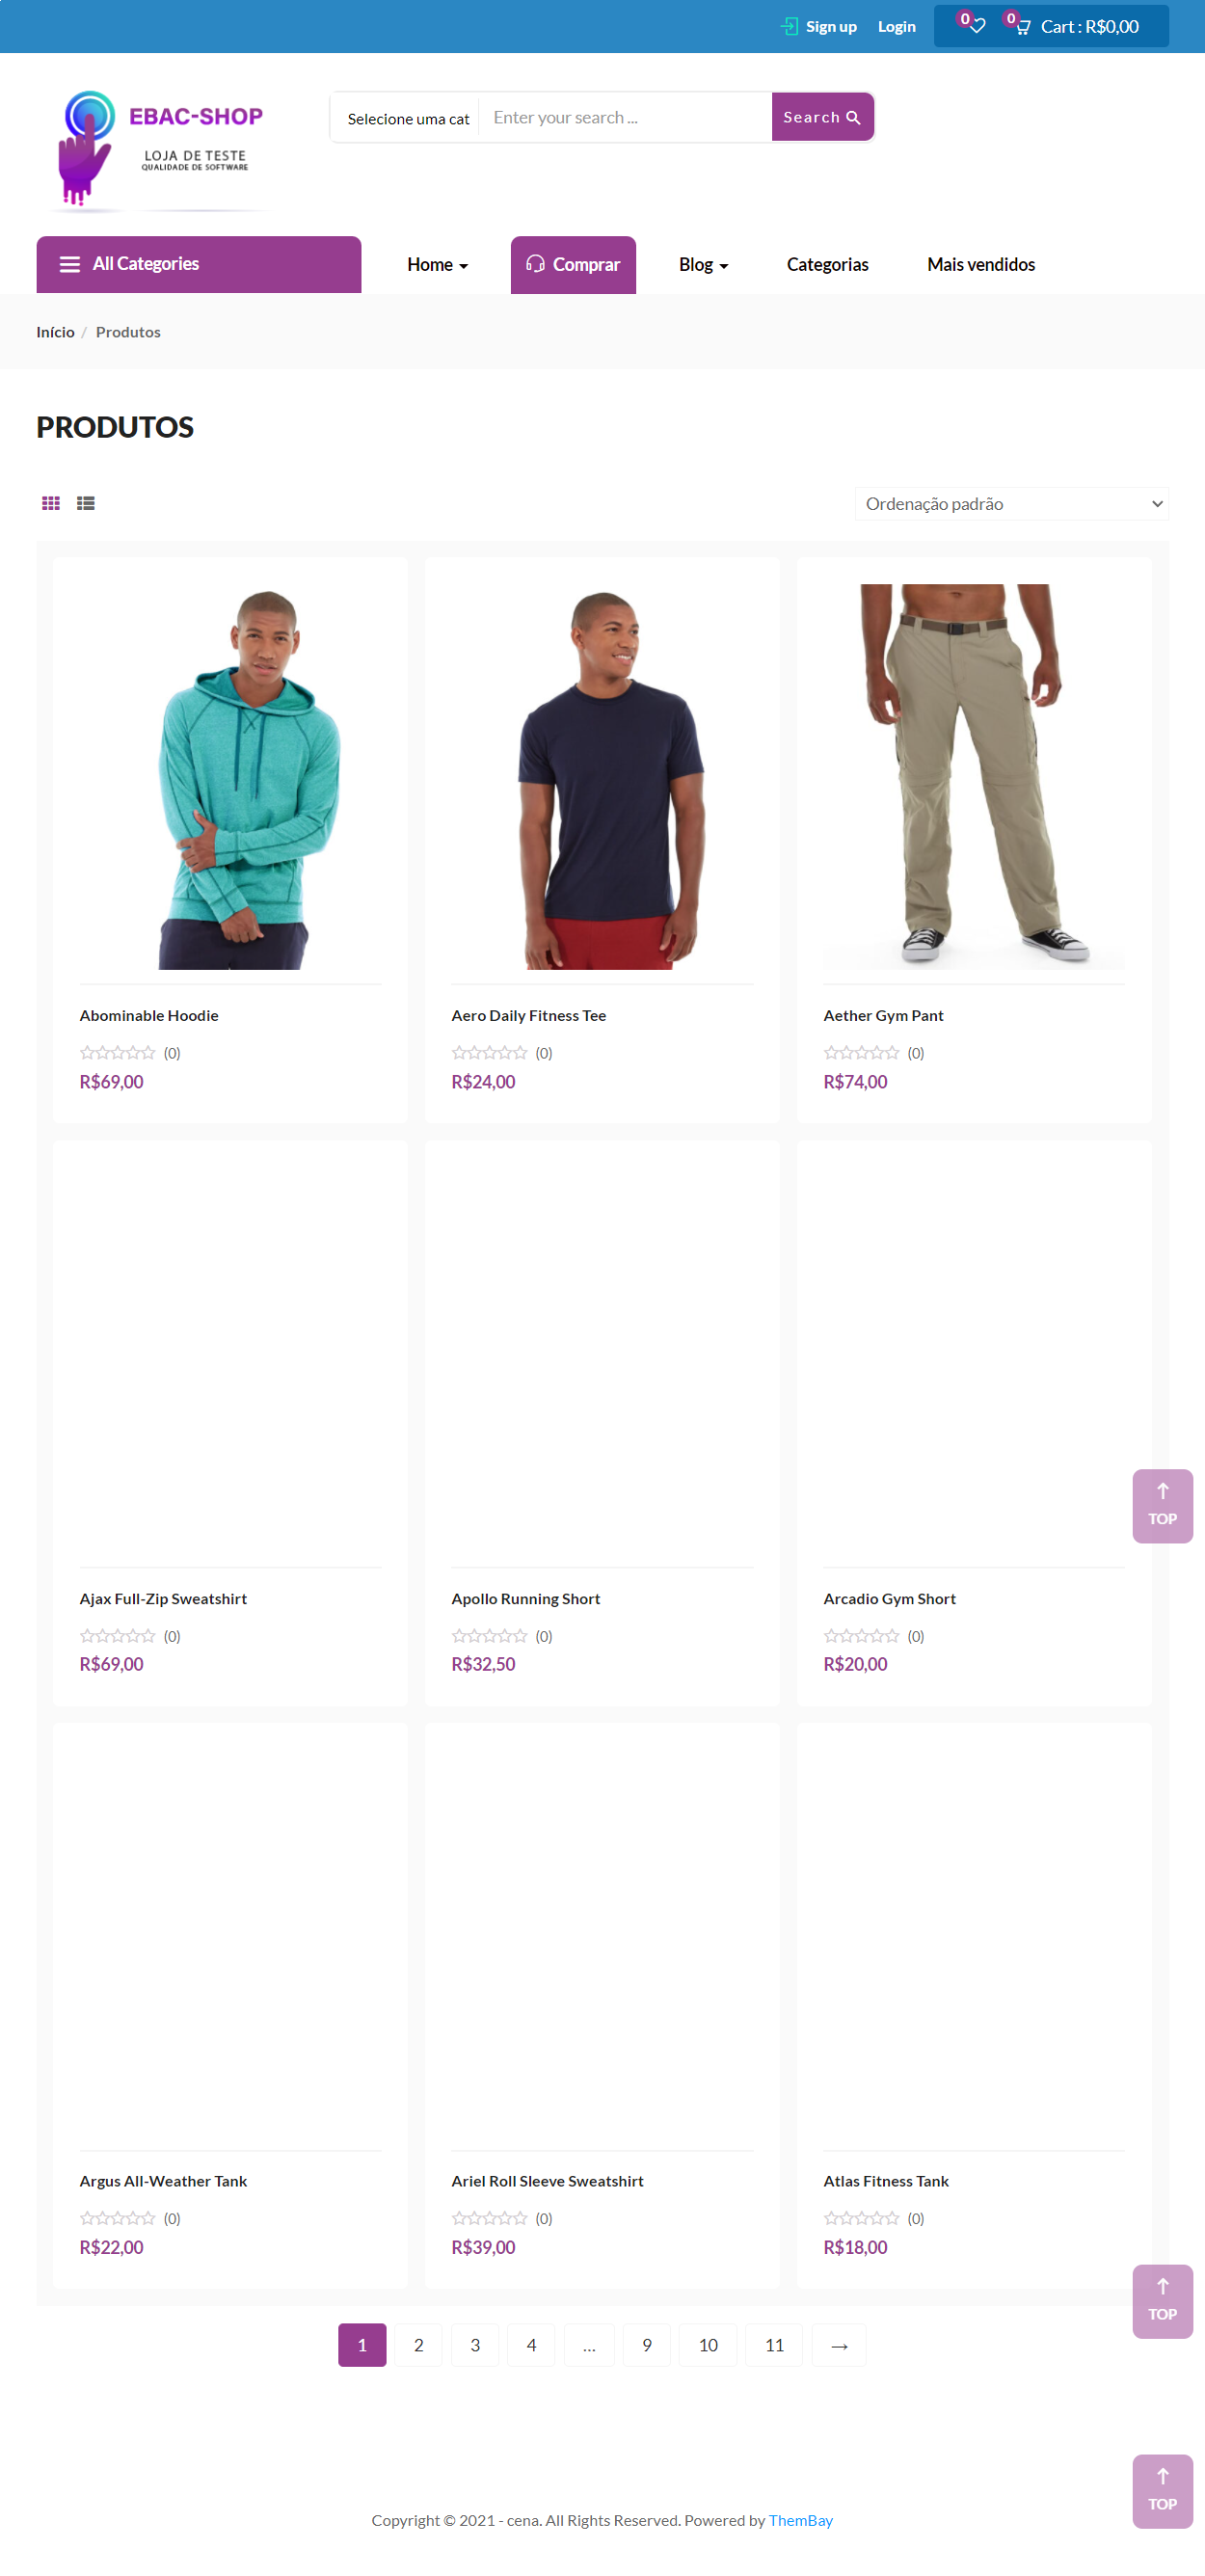 Sign up Login 0 0 Cart : R$0,00
EBAC-SHOP
LOJA DE TESTE
QUALIDADE DE SOFTWARE
Selecione uma cat Enter your search ... Search
All Categories Home Comprar Blog Categorias Mais vendidos
Início / Produtos
PRODUTOS
Ordenação padrão
Abominable Hoodie Aero Daily Fitness Tee Aether Gym Pant
(0) (0) (0)
R$69,00 R$24,00 R$74,00
TOP
Ajax Full-Zip Sweatshirt Apollo Running Short Arcadio Gym Short
(0) (0) (0)
R$69,00 R$32,50 R$20,00
Argus All-Weather Tank Ariel Roll Sleeve Sweatshirt Atlas Fitness Tank
(0) (0) (0)
R$22,00 R$39,00 R$18,00
TOP
1 2 3 4 ... 9 10 11 →
TOP
Copyright © 2021 - cena. All Rights Reserved. Powered by ThemBay